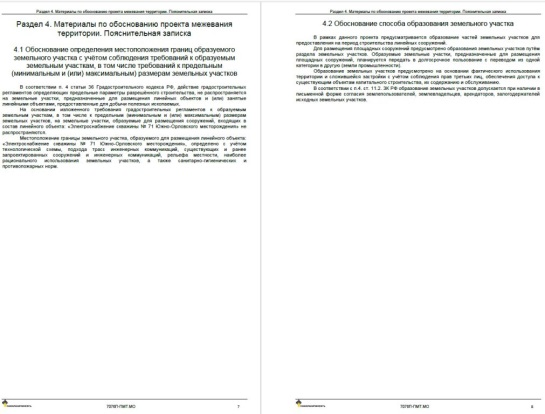 Раздел 4. Материалы по обоснованию проекта межевания территории. Пояснительная записка
Раздел 4. Материалы по обоснованию проекта межевания
территории. Пояснительная записка
4.1 Обоснование определения местоположения границ образуемого
земельного участка с учётом соблюдения требований к образуемым
земельным участкам, в том числе требований к предельным
(минимальным и (или) максимальным) размерам земельных участков
В соответствии п. 4 статьи 36 Градостроительного кодекса РФ, действие градостроительных
регламентов определяющих предельные параметры разрешённого строительства, не распространяется
на земельные участки, предназначенные для размещения линейных объектов и (или) занятые
линейными объектами, предоставленные для добычи полезных ископаемых.
На основании изложенного требования градостроительных регламентов к образуемым
земельным участкам, в том числе к предельным (минимальным и (или) максимальным) размерам
земельных участков, на земельные участки, образуемые для размещения сооружений, входящих в
состав линейного объекта: «Электроснабжение скважины № 71 Южно-Орловского месторождения» не
распространяется.
Местоположение границы земельного участка, образуемого для размещения линейного объекта:
«Электроснабжение скважины № 71 Южно-Орловского месторождения», определено с учётом
технологической схемы, подхода трасс инженерных коммуникаций, существующих и ранее
запроектированных сооружений и инженерных коммуникаций, рельефа местности, наиболее
рационального использования земельных участков, а также санитарно-гигиенических и
противопожарных норм.
ППКР-ПМТ.МО
7
Раздел 4. Материалы по обоснованию проекта межевания территории. Пояснительная записка
4.2 Обоснование способа образования земельного участка
В рамках данного проекта предусматривается образование частей земельных участков для
предоставления на период строительства линейных сооружений.
Для размещения площадных сооружений предусмотрено образования земельных участков путём
раздела земельных участков. Образуемые земельные участки, предназначенные для размещения
площадных сооружений, планируется передать в долгосрочное пользование с переводом из одной
категории в другую (земли промышленности).
Образование земельных участков предусмотрено на основании фактического использования
территории и сложившейся застройки с учётом соблюдения прав третьих лиц, обеспечения доступа к
существующим объектам капитального строительства, их содержанию и обслуживанию.
В соответствии с п.4. ст. 11.2. ЗК РФ образование земельных участков допускается при наличии в
письменной форме согласия землепользователей, землевладельцев, арендаторов, залогодержателей
исходных земельных участков.
8